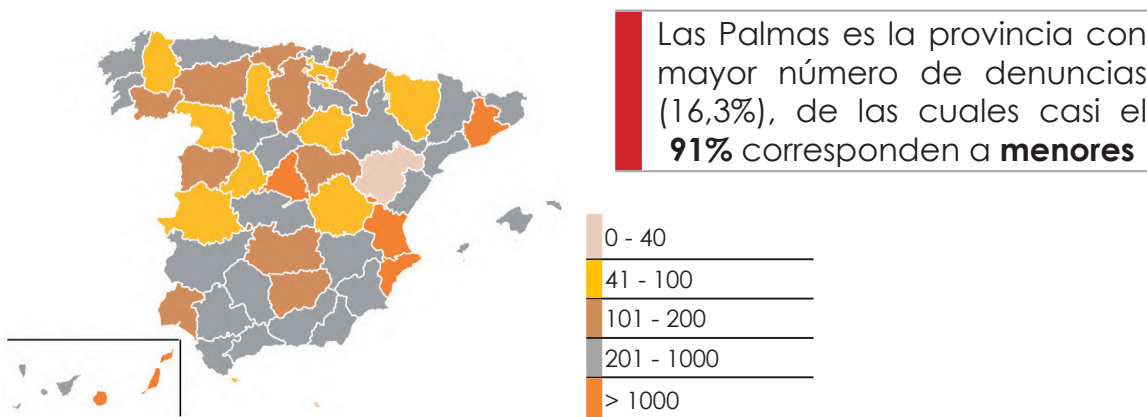 Las Palmas es la provincia con
mayor número de denuncias
(16,3%), de las cuales casi el
91% corresponden a menores
0 - 40
41 - 100
101 - 200
201 - 1000
> 1000